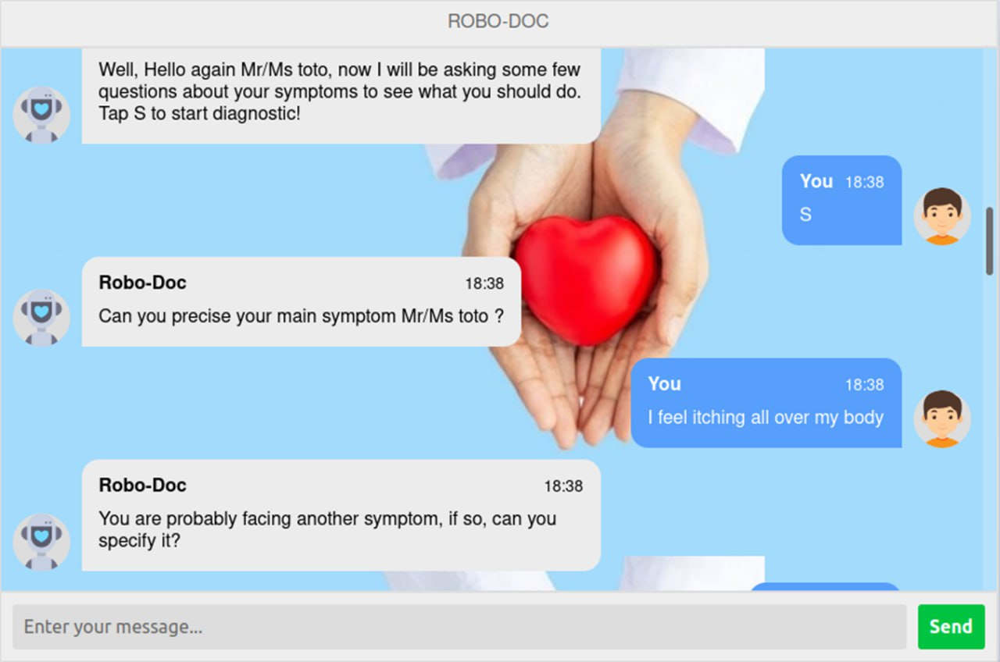 ROBO-DOC
Well, Hello again Mr/Ms toto, now I will be asking some few
questions about your symptoms to see what you should do.
Tap S to start diagnostic!
You 18:38
S
Robo-Doc 18:38
Can you precise your main symptom Mr/Ms toto ?
You 18:38
I feel itching all over my body
Robo-Doc 18:38
You are probably facing another symptom, if so, can you
specify it?
Enter your message...
Send